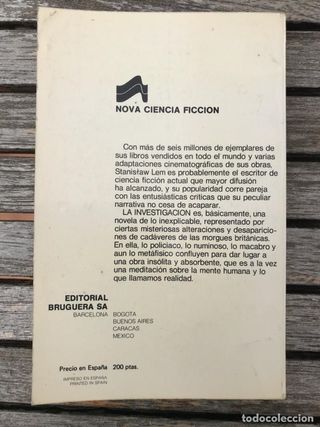 NOVA CIENCIA FICCION
Con más de seis millones de ejemplares de
sus libros vendidos en todo el mundo y varias
adaptaciones cinematográficas de sus obras,
Stanisław Lem es probablemente el escritor de
ciencia ficción actual que mayor difusión
ha alcanzado, y su popularidad corre pareja
con las entusiásticas críticas que su peculiar
narrativa no cesa de acaparar.
LA INVESTIGACION es, básicamente, una
novela de lo inexplicable, representado por
ciertas misteriosas alteraciones y desaparicio-
nes de cadáveres de las morgues británicas.
En ella, lo policiaco, lo numinoso, lo macabro y
aun lo metafísico confluyen para dar lugar a
una obra insólita y absorbente, que es a la vez
una meditación sobre la mente humana y lo
que llamamos realidad.
EDITORIAL
BRUGUERA SA
BARCELONA BOGOTA
BUENOS AIRES
CARACAS
MEXICO
Precio en España 200 ptas.
IMPRESO EN ESPAÑA
PRINTED IN SPAIN
todocoleccion